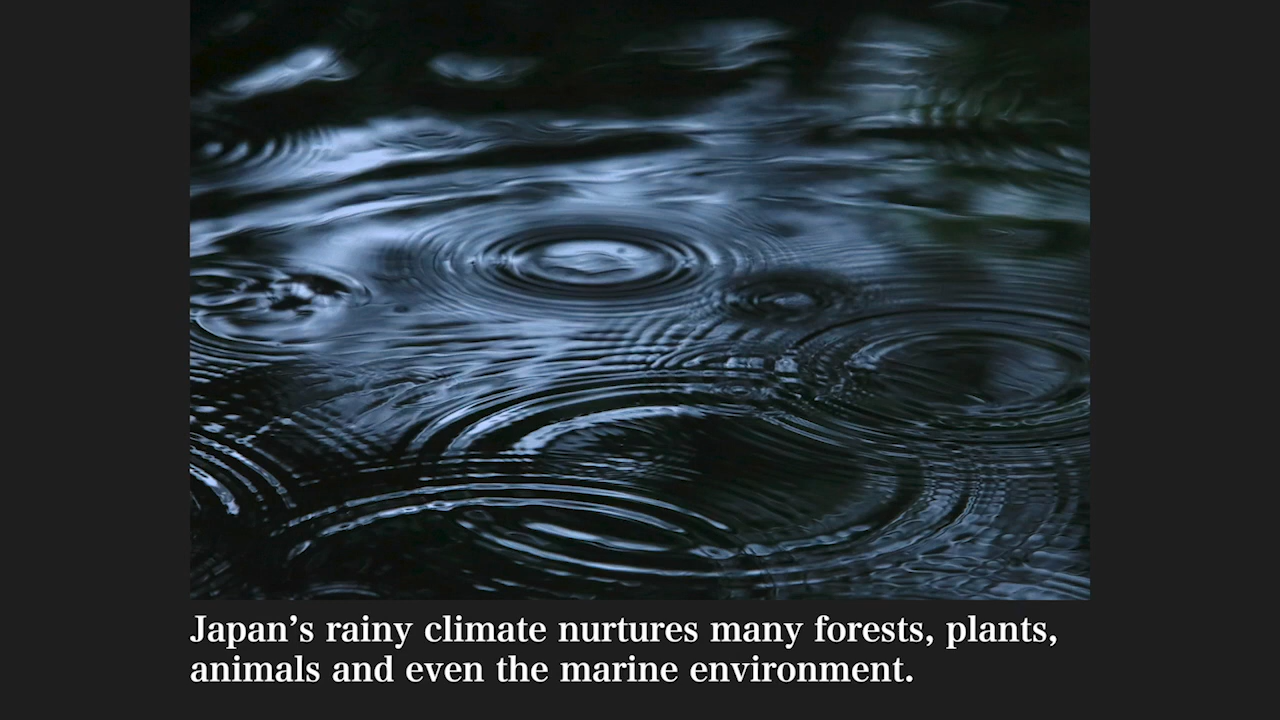 Japan’s rainy climate nurtures many forests, plants,
animals and even the marine environment.